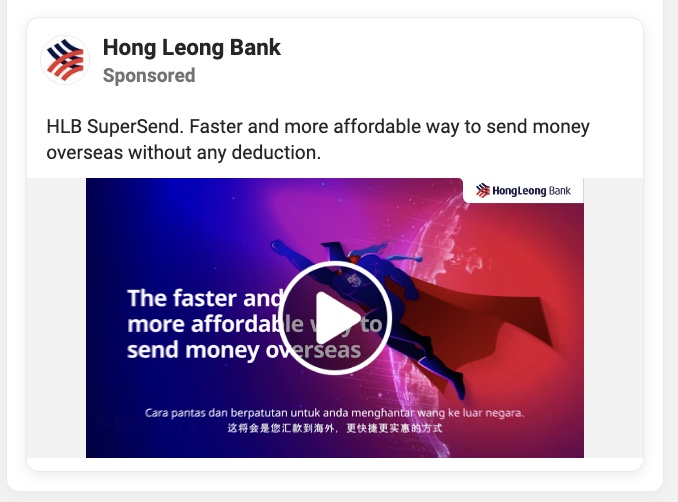 Hong Leong Bank
Sponsored
HLB SuperSend. Faster and more affordable way to send money
overseas without any deduction.
HongLeong Bank
The faster and
more affordable way to
send money overseas
Cara pantas dan berpatutan untuk anda menghantar wang ke luar negara.
这将会是您汇款到海外，更快捷更实惠的方式